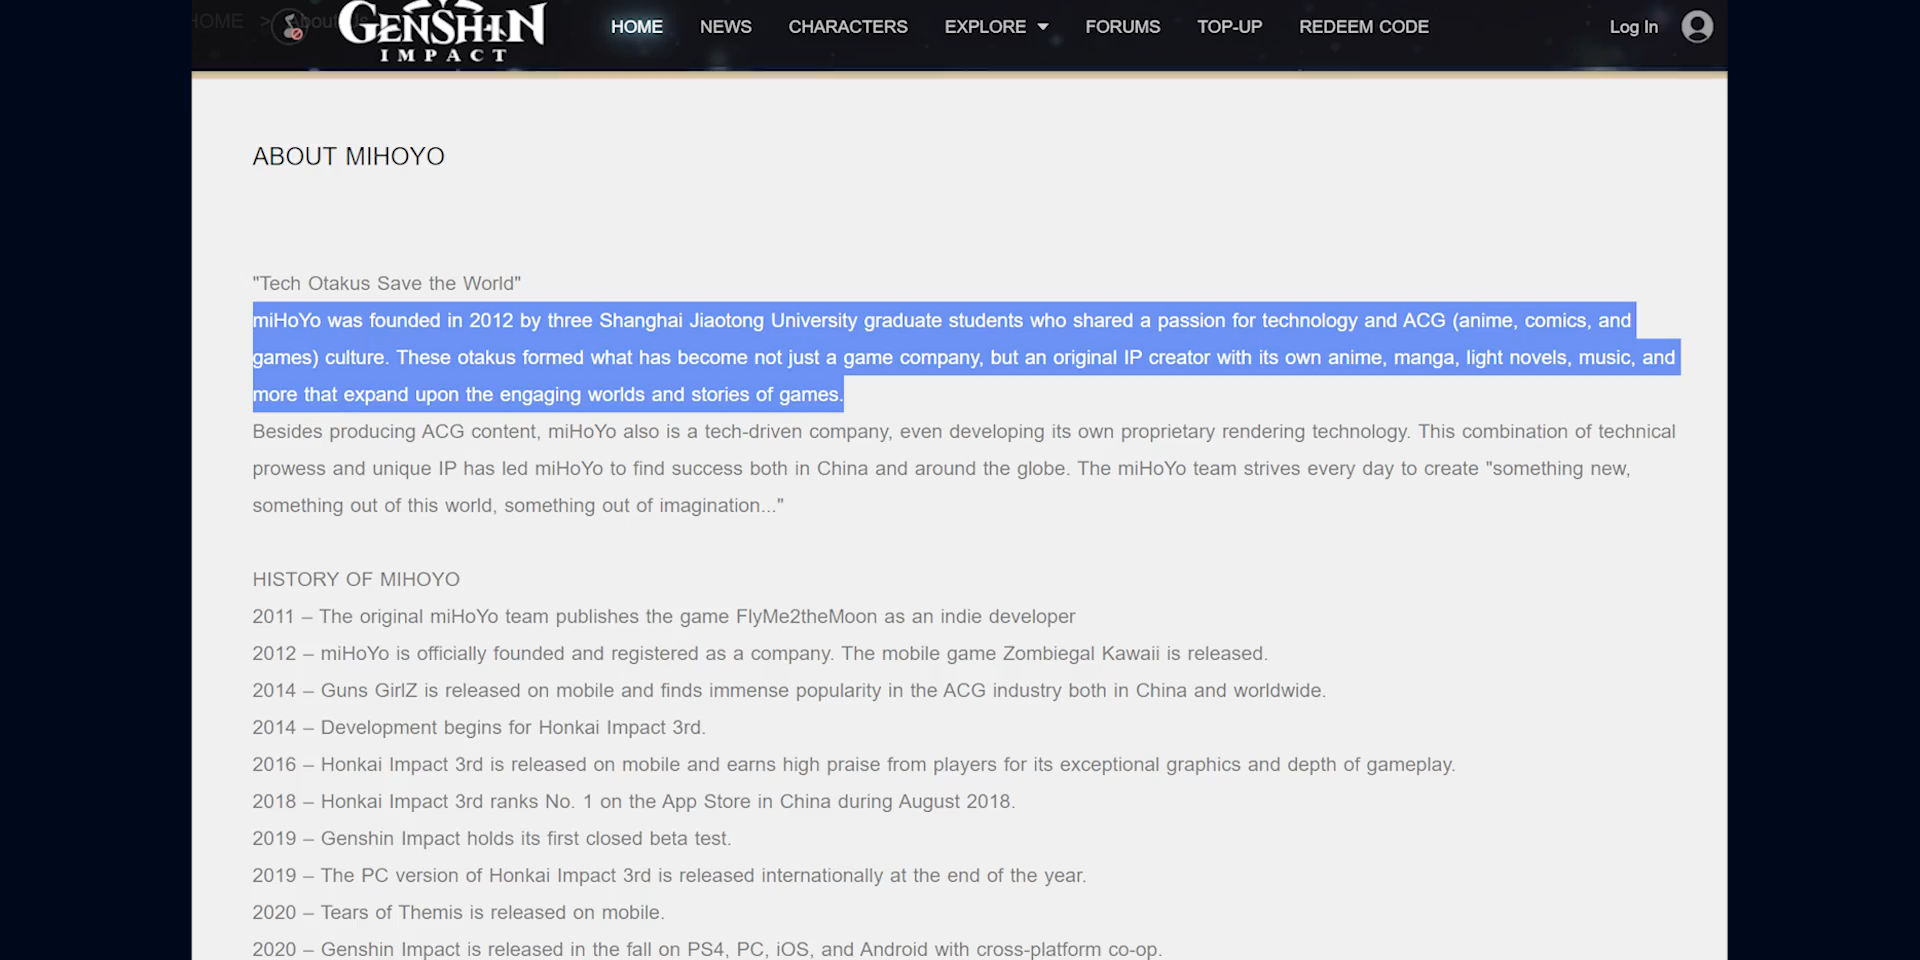 HOME > About Us
GENSHIN
IMPACT
HOME NEWS CHARACTERS EXPLORE FORUMS TOP-UP REDEEM CODE Log In
ABOUT MIHOYO
"Tech Otakus Save the World"
miHoYo was founded in 2012 by three Shanghai Jiaotong University graduate students who shared a passion for technology and ACG (anime, comics, and
games) culture. These otakus formed what has become not just a game company, but an original IP creator with its own anime, manga, light novels, music, and
more that expand upon the engaging worlds and stories of games.
Besides producing ACG content, miHoYo also is a tech-driven company, even developing its own proprietary rendering technology. This combination of technical
prowess and unique IP has led miHoYo to find success both in China and around the globe. The miHoYo team strives every day to create "something new,
something out of this world, something out of imagination..."
HISTORY OF MIHOYO
2011 – The original miHoYo team publishes the game FlyMe2theMoon as an indie developer
2012 – miHoYo is officially founded and registered as a company. The mobile game Zombiegal Kawaii is released.
2014 – Guns GirlZ is released on mobile and finds immense popularity in the ACG industry both in China and worldwide.
2014 – Development begins for Honkai Impact 3rd.
2016 – Honkai Impact 3rd is released on mobile and earns high praise from players for its exceptional graphics and depth of gameplay.
2018 – Honkai Impact 3rd ranks No. 1 on the App Store in China during August 2018.
2019 – Genshin Impact holds its first closed beta test.
2019 – The PC version of Honkai Impact 3rd is released internationally at the end of the year.
2020 – Tears of Themis is released on mobile.
2020 – Genshin Impact is released in the fall on PS4, PC, iOS, and Android with cross-platform co-op.